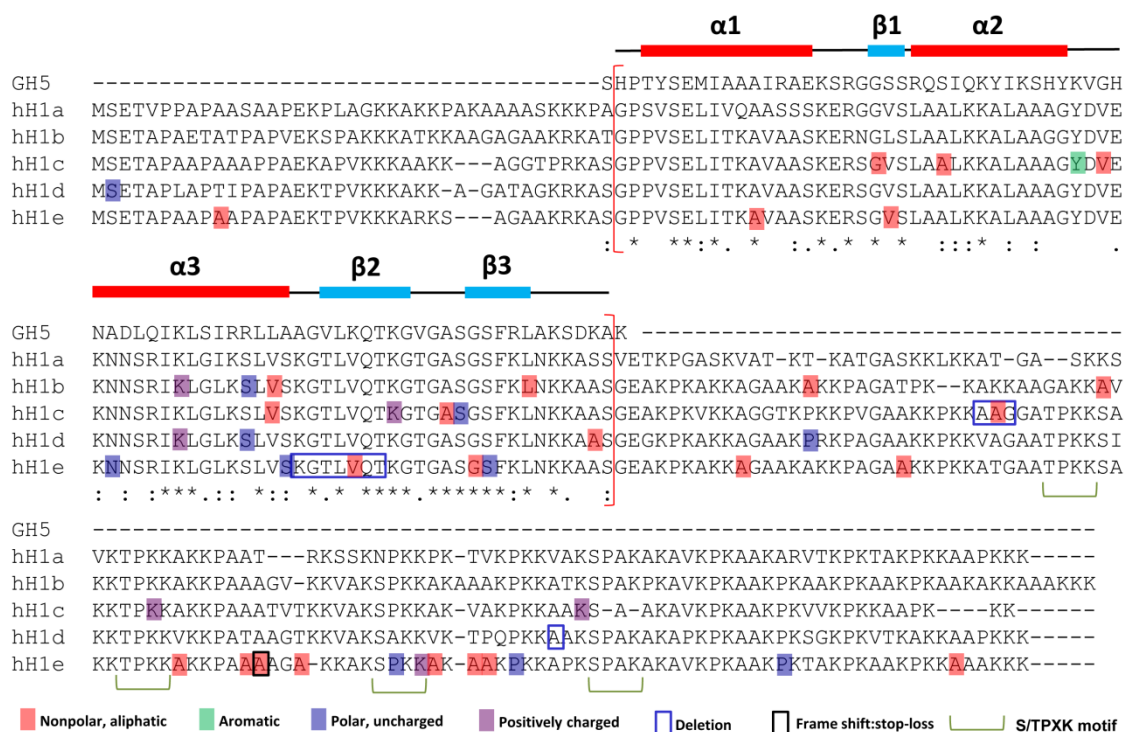 α1 β1 α2
GH5 --------------------------------------SHPTYSEMIAAAIRAEKSRGGSSRQSIQKYIKSHYKVGH
hH1a MSETVPPAPAASAAPEKPLAGKKAKKPAKAAAASKKKPAGPSVSELIVQAASSSKERSGVSLAALKKALAAAGYDVE
hH1b MSETAPAETATPAPVEKSPAKKKATKKAAGAGAAKRKATGPPVSELITKAVAASKERNGLSLAALKKALAAGGYDVE
hH1c MSETAPAAPAAAPPAEKAPVKKKAAKK---AGGTPRKASGPPVSELITKAVAASKERSGVSLAALKKALAAAGYDVE
hH1d MSETAPLAPTIPAPAEKTPVKKKAKK-A-GATAGKRKASGPPVSELITKAVAASKERSGVSLAALKKALAAAGYDVE
hH1e MSETAPAAPAAPAPAEKTPVKKKARKS---AGAAKRKASGPPVSELITKAVAASKERSGVSLAALKKALAAAGYDVE
: * **:* * :.: * * * :: * : : .
α3 β2 β3
GH5 NADLQIKLSIRRLLAAGVLKQTKGVGASGSFRLAKSDKAK ------------------------------------
hH1a KNNSRIKLGIKSLVSKGTLVQTKGTGASGSFKLNKKASSVETKPGASKVAT-KT-KATGASKKLKKAT-GA--SKKS
hH1b KNNSRIKLGLKSLVSKGTLVQTKGTGASGSFKLNKKAASGEAKPKAKKAGAAKAKKPAGATPKK--KAKKAAGAKKAV
hH1c KNNSRIKLGLKSLVSKGTLVQTKGTGASGSFKLNKKAASGEAKPKVKKAGGTKPKKPVGAAKKPKKAAGGATPKKSA
hH1d KNNSRIKLGLKSLVSKGTLVQTKGTGASGSFKLNKKAASGEGKPKAKKAGAAKPRKPAGAAKKPKKVAGAATPKKSI
hH1e KNNSRIKLGLKSLVSKGTLVQTKGTGASGSFKLNKKAASGEAKPKAKKAGAAKAKKPAGAAKKPKKATGAATPKKSA
: : :***.:: *:: *.* ****.*****:* *. :
GH5 ---------------------------------------------------------------------------
hH1a VKTPKKAKKPAAT---RKSSKNPKKPK-TVKPKKVAKSPAKAKAVKPKAAKARVTKPKTAKPKKAAPKKK-----
hH1b KKTPKKAKKPAAAGV-KKVAKSPKKAKAAAKPKKATKSPAKPKAVKPKAAKPKAAKPKAAKPKAAKAKKAAAKKK
hH1c KKTPKKAKKPAAATVTKKVAKSPKKAK-VAKPKKAAKS-A-AKAVKPKAAKPKVVKPKKAAPK----KK-----
hH1d KKTPKKVKKPATAAGTKKVAKSAKKVK-TPQPKKAAKSPAKAKAPKPKAAKPKSGKPKVTKAKKAAPKKK-----
hH1e KKTPKKAKKPAAAAGA-KKAKSPKKAK-AAKPKKAPKSPAKAKAVKPKAAKPKTAKPKAAKPKKAAAKKK-----
Nonpolar, aliphatic Aromatic Polar, uncharged Positively charged Deletion Frame shift:stop-loss S/TPXK motif